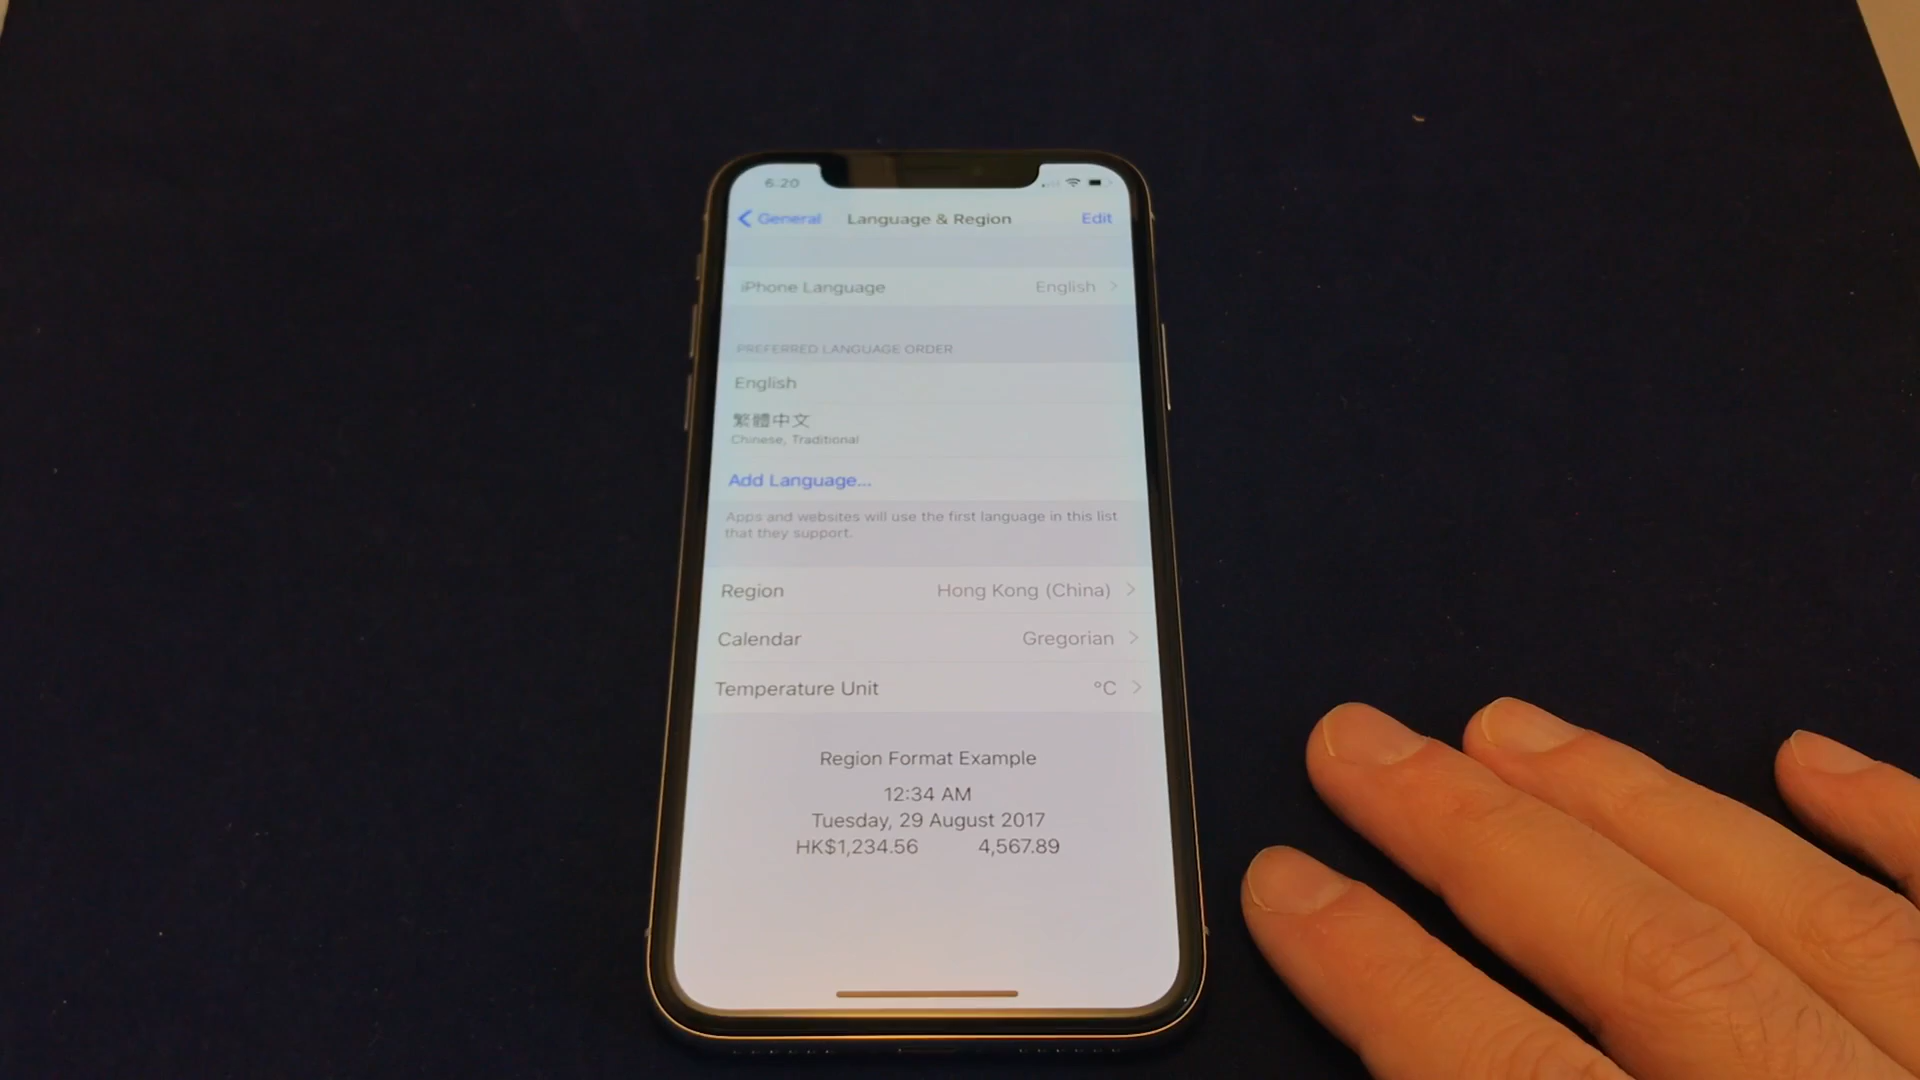 6:20
General
Language & Region
Edit
iPhone Language
English
PREFERRED LANGUAGE ORDER
English
繁體中文
Chinese, Traditional
Add Language...
Apps and websites will use the first language in this list
that they support.
Region
Hong Kong (China)
Calendar
Gregorian
Temperature Unit
°C
Region Format Example
12:34 AM
Tuesday, 29 August 2017
HK$1,234.56
4,567.89